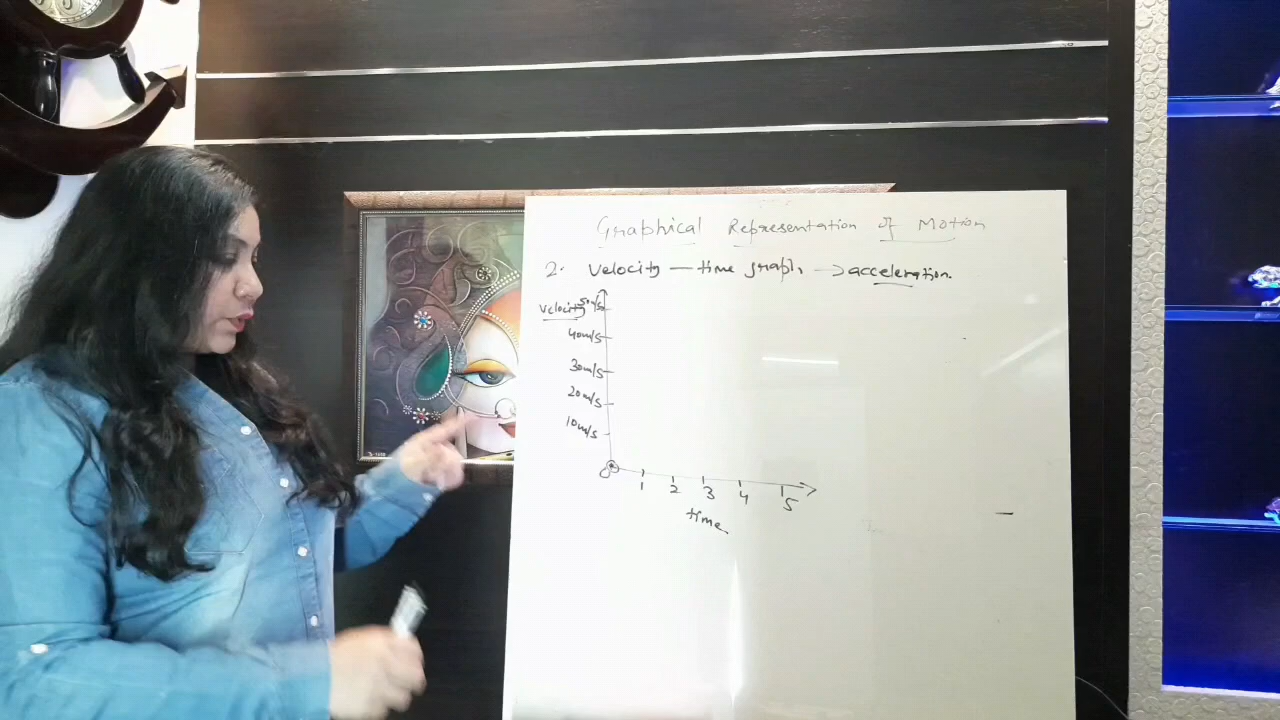 Graphical Representation of Motion
2. Velocity — time graph → acceleration.
Velocity 50m/s
40m/s
30m/s
20m/s
10m/s
0
1 2 3 4 5
time